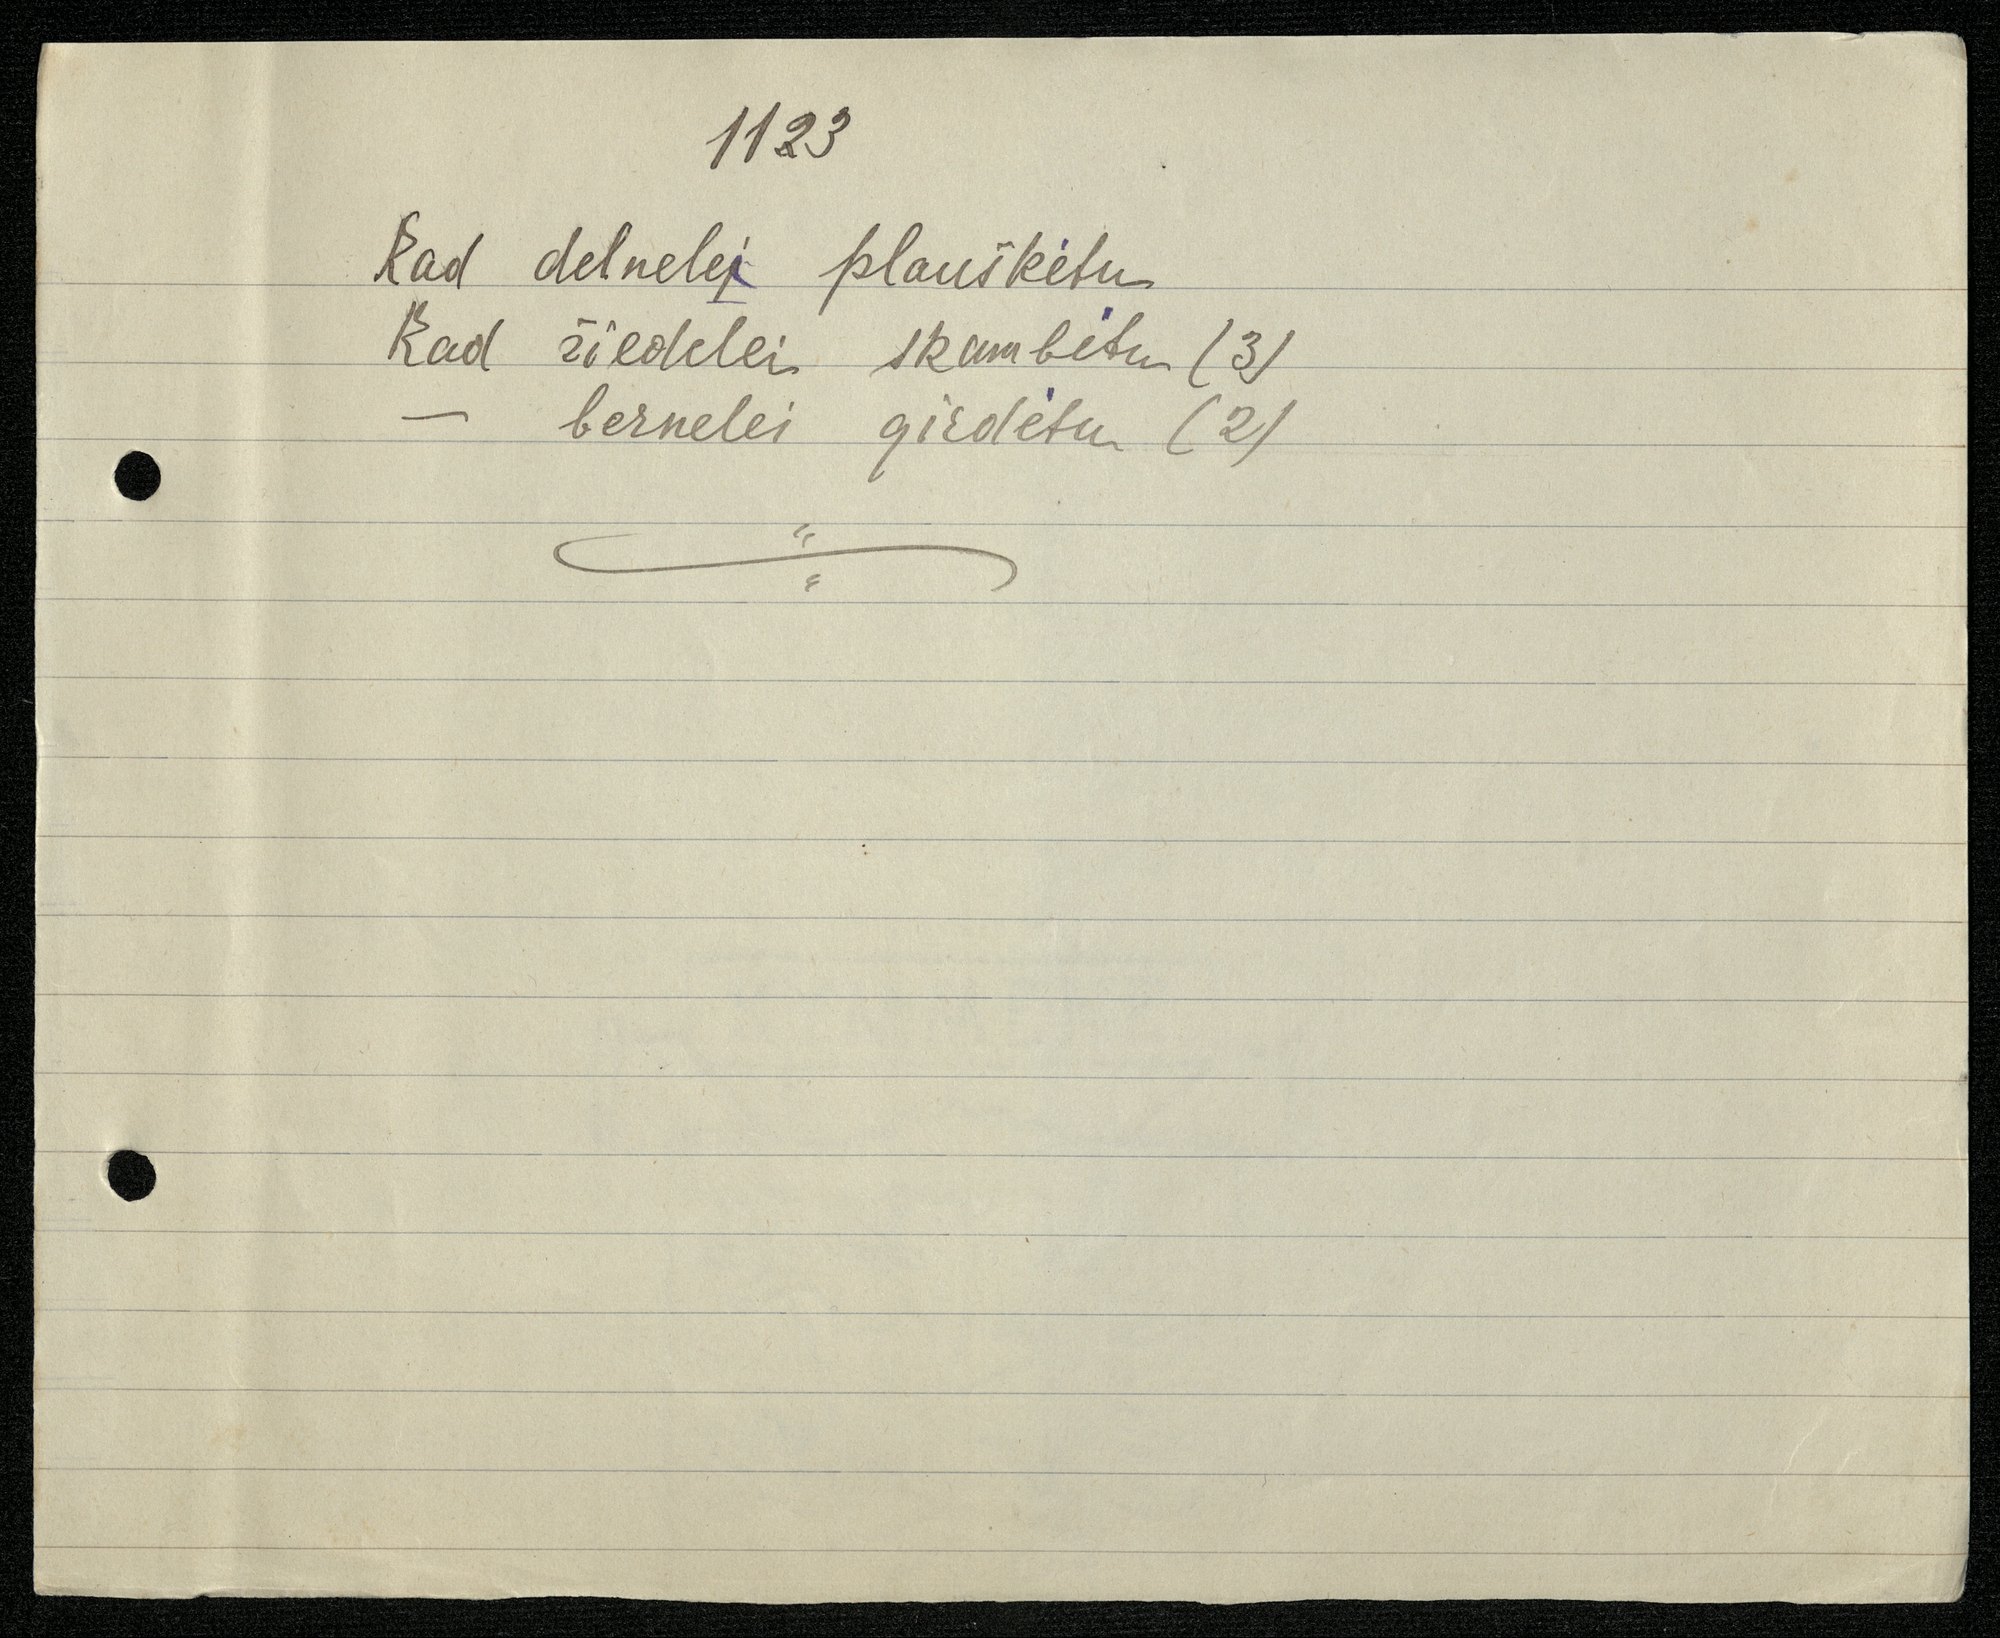 1123
Kad delnelei plauškėtu
Kad žiedelei skambėtu (3)
— bernelei girdėtu (2)